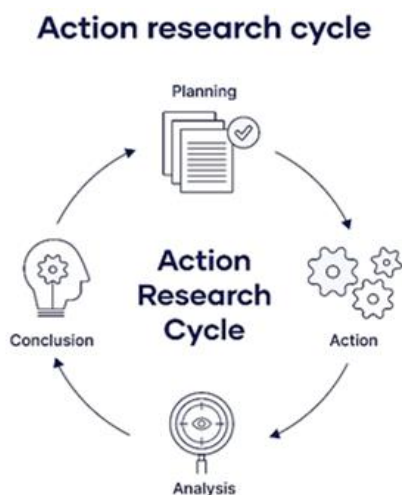 Action research cycle
Planning
Action
Research
Cycle
Conclusion
Action
Analysis